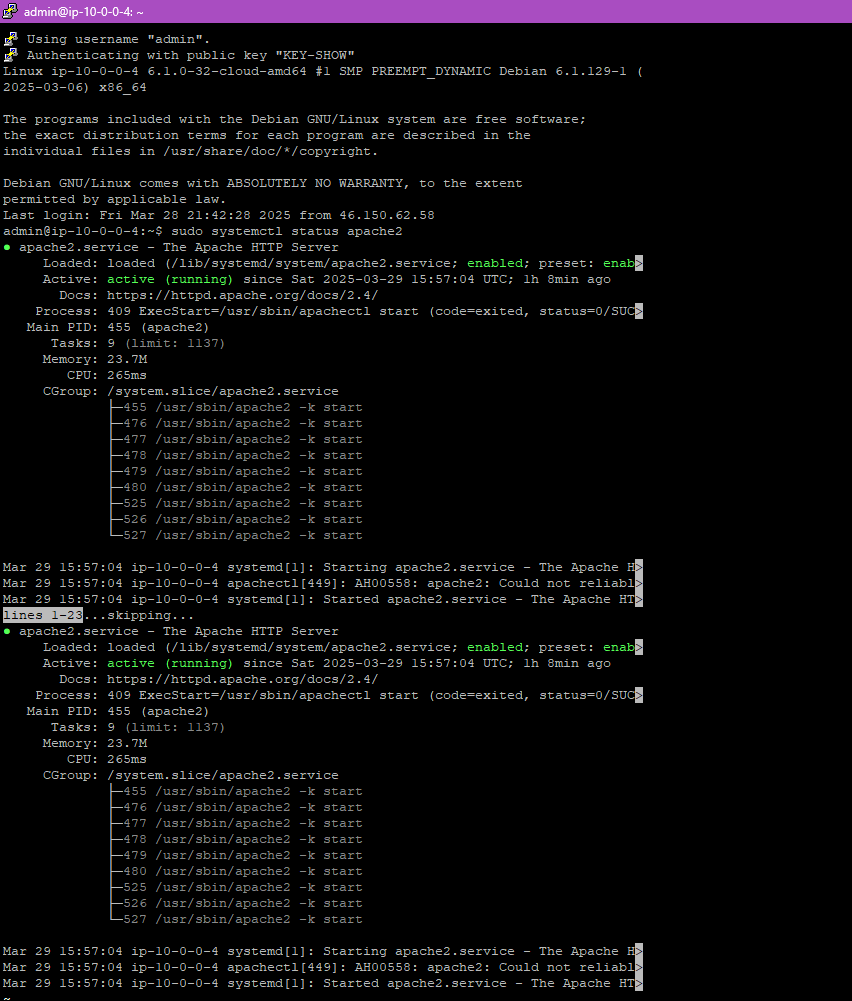 admin@ip-10-0-0-4: ~
Using username "admin".
Authenticating with public key "KEY-SHOW"
Linux ip-10-0-0-4 6.1.0-32-cloud-amd64 #1 SMP PREEMPT_DYNAMIC Debian 6.1.129-1 (
2025-03-06) x86_64
The programs included with the Debian GNU/Linux system are free software;
the exact distribution terms for each program are described in the
individual files in /usr/share/doc/*/copyright.
Debian GNU/Linux comes with ABSOLUTELY NO WARRANTY, to the extent
permitted by applicable law.
Last login: Fri Mar 28 21:42:28 2025 from 46.150.62.58
admin@ip-10-0-0-4:~$ sudo systemctl status apache2
● apache2.service - The Apache HTTP Server
Loaded: loaded (/lib/systemd/system/apache2.service; enabled; preset: enab>
Active: active (running) since Sat 2025-03-29 15:57:04 UTC; 1h 8min ago
Docs: https://httpd.apache.org/docs/2.4/
Process: 409 ExecStart=/usr/sbin/apachectl start (code=exited, status=0/SUC>
Main PID: 455 (apache2)
Tasks: 9 (limit: 1137)
Memory: 23.7M
CPU: 265ms
CGroup: /system.slice/apache2.service
├─455 /usr/sbin/apache2 -k start
├─476 /usr/sbin/apache2 -k start
├─477 /usr/sbin/apache2 -k start
├─478 /usr/sbin/apache2 -k start
├─479 /usr/sbin/apache2 -k start
├─480 /usr/sbin/apache2 -k start
├─525 /usr/sbin/apache2 -k start
├─526 /usr/sbin/apache2 -k start
└─527 /usr/sbin/apache2 -k start
Mar 29 15:57:04 ip-10-0-0-4 systemd[1]: Starting apache2.service - The Apache H>
Mar 29 15:57:04 ip-10-0-0-4 apachectl[449]: AH00558: apache2: Could not reliabl>
Mar 29 15:57:04 ip-10-0-0-4 systemd[1]: Started apache2.service - The Apache HT>
lines 1-23...skipping...
● apache2.service - The Apache HTTP Server
Loaded: loaded (/lib/systemd/system/apache2.service; enabled; preset: enab>
Active: active (running) since Sat 2025-03-29 15:57:04 UTC; 1h 8min ago
Docs: https://httpd.apache.org/docs/2.4/
Process: 409 ExecStart=/usr/sbin/apachectl start (code=exited, status=0/SUC>
Main PID: 455 (apache2)
Tasks: 9 (limit: 1137)
Memory: 23.7M
CPU: 265ms
CGroup: /system.slice/apache2.service
├─455 /usr/sbin/apache2 -k start
├─476 /usr/sbin/apache2 -k start
├─477 /usr/sbin/apache2 -k start
├─478 /usr/sbin/apache2 -k start
├─479 /usr/sbin/apache2 -k start
├─480 /usr/sbin/apache2 -k start
├─525 /usr/sbin/apache2 -k start
├─526 /usr/sbin/apache2 -k start
└─527 /usr/sbin/apache2 -k start
Mar 29 15:57:04 ip-10-0-0-4 systemd[1]: Starting apache2.service - The Apache H>
Mar 29 15:57:04 ip-10-0-0-4 apachectl[449]: AH00558: apache2: Could not reliabl>
Mar 29 15:57:04 ip-10-0-0-4 systemd[1]: Started apache2.service - The Apache HT>
~